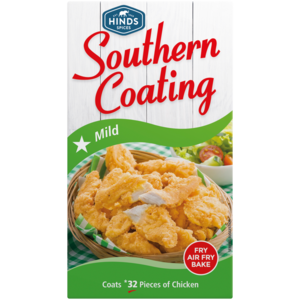 HINDS
SPICES
Southern
Coating
Mild
FRY
AIR FRY
BAKE
Coats *32 Pieces of Chicken